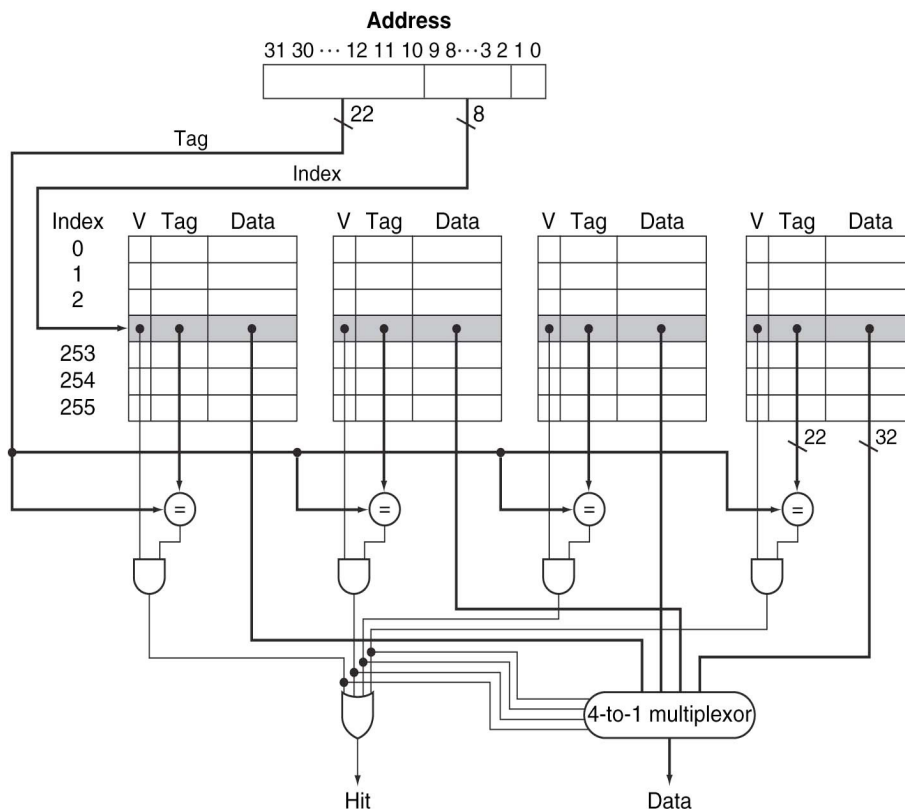 Address
31 30 ··· 12 11 10 9 8 ··· 3 2 1 0
22
8
Tag
Index
Index V Tag Data V Tag Data V Tag Data V Tag Data
0
1
2
253
254
255
22
32
= = = =
4-to-1 multiplexor
Hit
Data